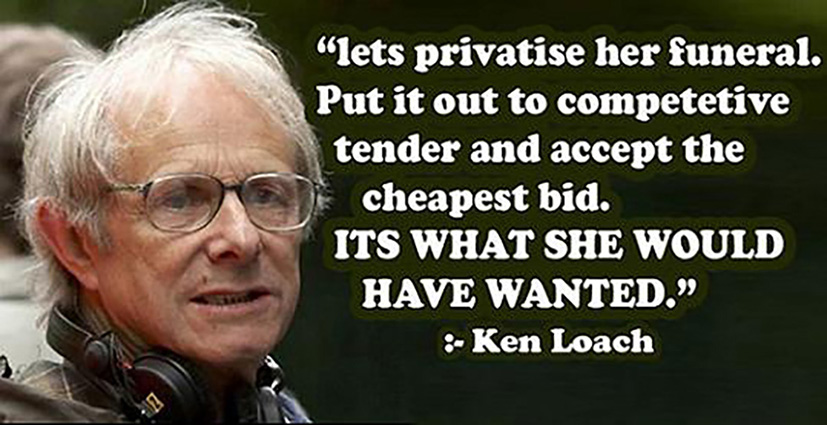 “lets privatise her funeral.
Put it out to competetive
tender and accept the
cheapest bid.
ITS WHAT SHE WOULD
HAVE WANTED.”
:- Ken Loach